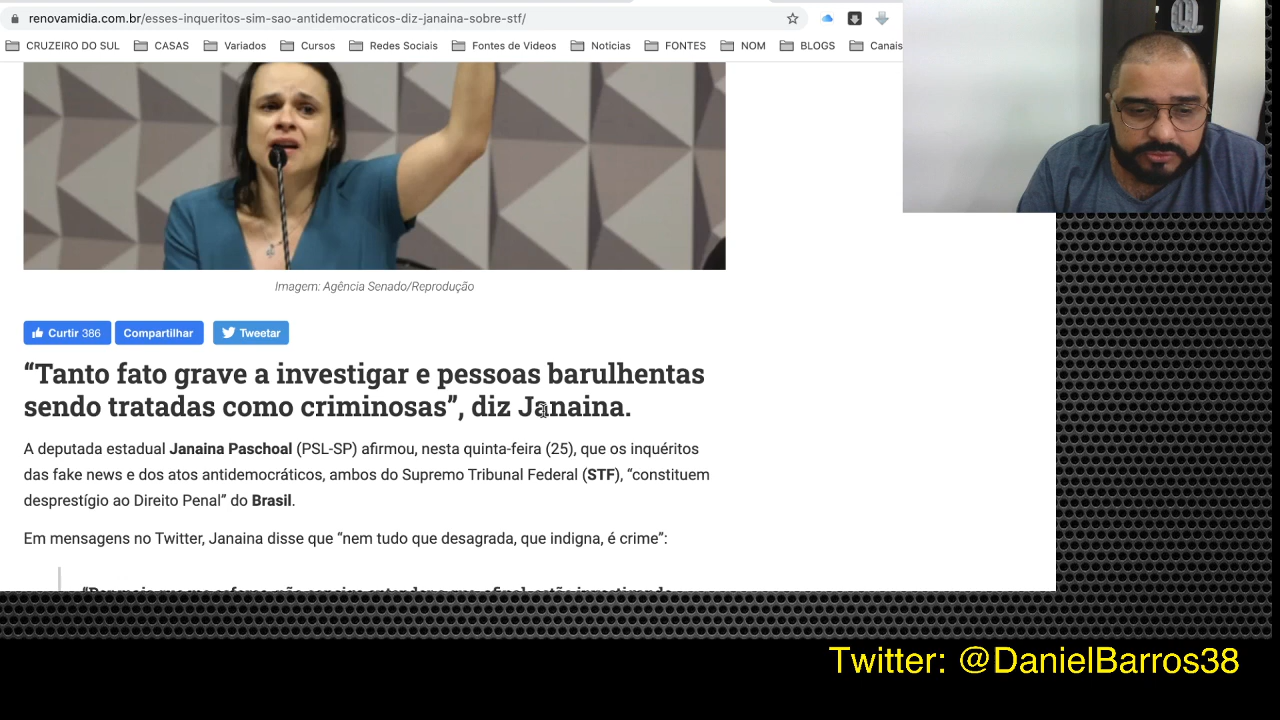 renovamidia.com.br/esses-inqueritos-sim-sao-antidemocraticos-diz-janaina-sobre-stf/
CRUZEIRO DO SUL CASAS Variados Cursos Redes Sociais Fontes de Videos Noticias FONTES NOM BLOGS Canais
Imagem: Agência Senado/Reprodução
Curtir 386 Compartilhar Tweetar
“Tanto fato grave a investigar e pessoas barulhentas
sendo tratadas como criminosas”, diz Janaina.
A deputada estadual Janaina Paschoal (PSL-SP) afirmou, nesta quinta-feira (25), que os inquéritos
das fake news e dos atos antidemocráticos, ambos do Supremo Tribunal Federal (STF), “constituem
desprestígio ao Direito Penal” do Brasil.
Em mensagens no Twitter, Janaina disse que “nem tudo que desagrada, que indigna, é crime”:
Twitter: @DanielBarros38